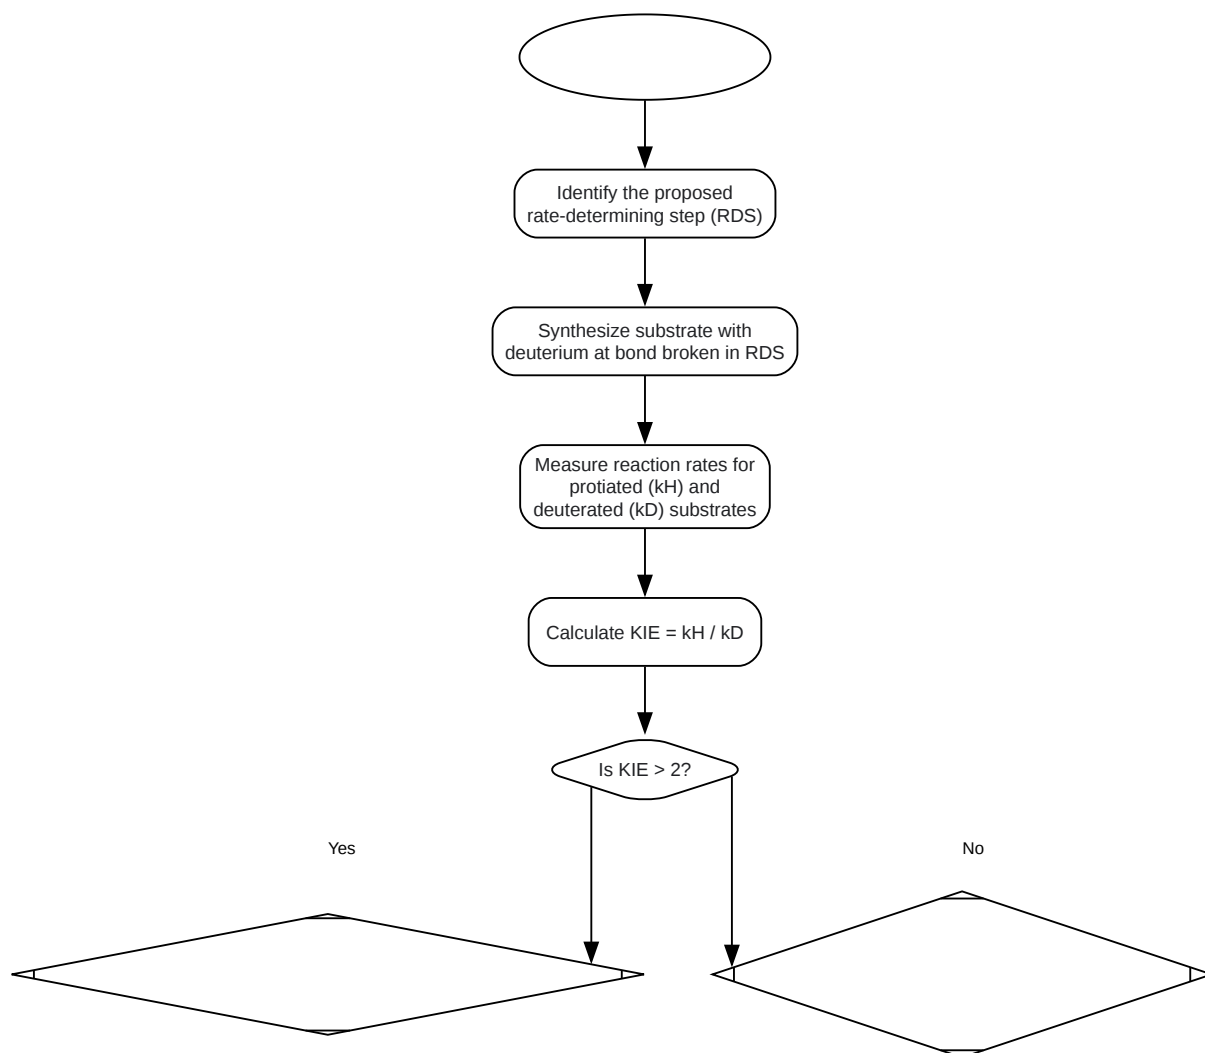 Identify the proposed
rate-determining step (RDS)
Synthesize substrate with
deuterium at bond broken in RDS
Measure reaction rates for
protiated (kH) and
deuterated (kD) substrates
Calculate KIE = kH / kD
Is KIE > 2?
Yes
No